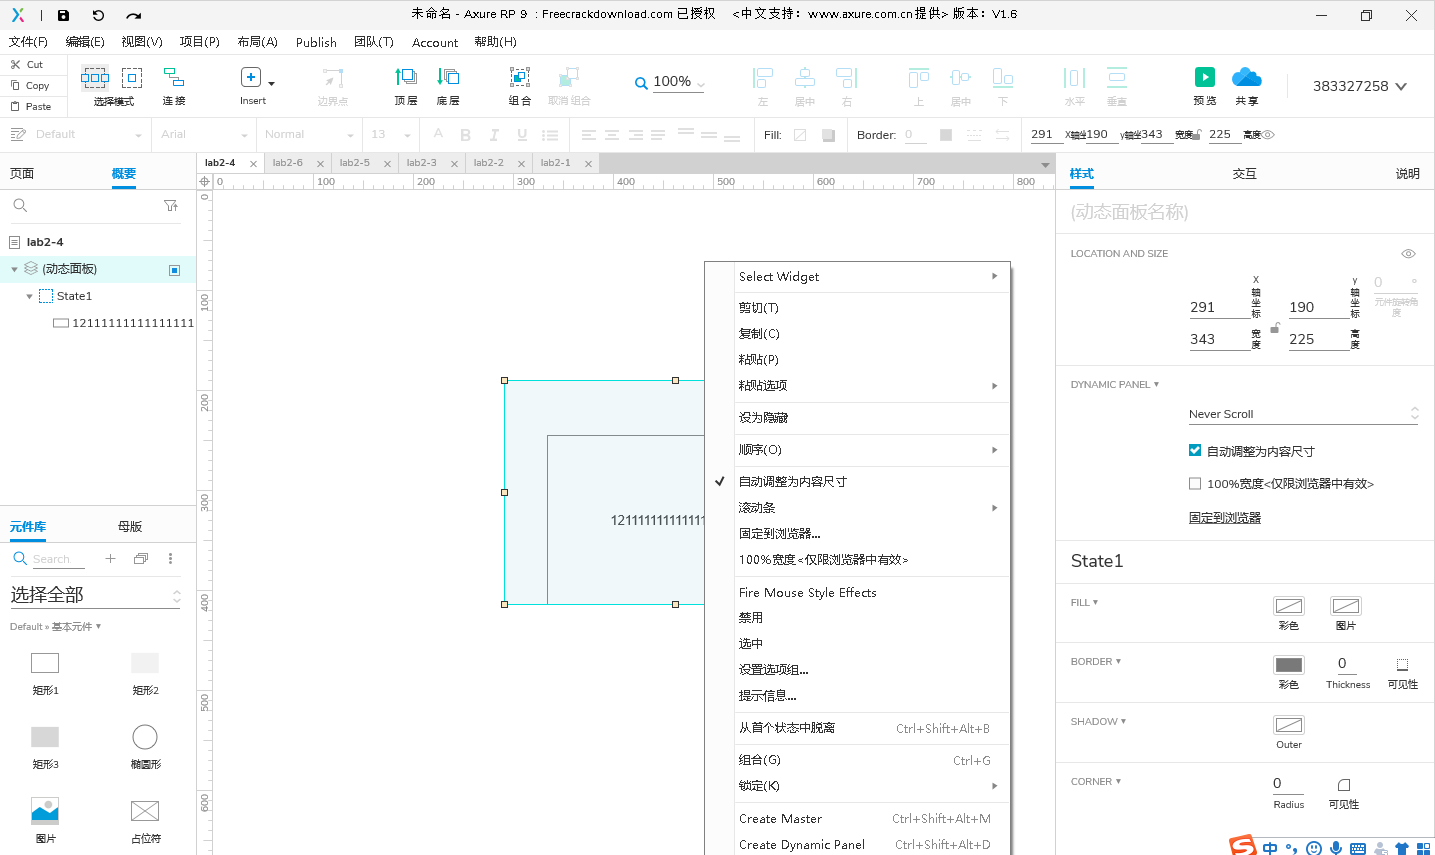 未命名 - Axure RP 9 : Freecrackdownload.com 已授权 <中文支持：www.axure.com.cn提供> 版本：V1.6
文件(F) 编辑(E) 视图(V) 项目(P) 布局(A) Publish 团队(T) Account 帮助(H)
Cut
Copy
Paste
选择模式 连接 Insert 边界点 顶层 底层 组合 取消组合 100% 左 居中 右 上 居中 下 水平 垂直 预览 共享 383327258
Default Arial Normal 13 Fill: Border: 0 291 X轴坐 190 y轴坐 343 宽度 225 高度
页面 概要
lab2-4 lab2-6 lab2-5 lab2-3 lab2-2 lab2-1
0 100 200 300 400 500 600 700 800
0
100
200
300
400
500
600
lab2-4
(动态面板)
State1
12111111111111111
元件库 母版
Search
选择全部
Default » 基本元件
矩形1 矩形2
矩形3 椭圆形
图片 占位符
121111111111111
Select Widget
剪切(T)
复制(C)
粘贴(P)
粘贴选项
设为隐藏
顺序(O)
自动调整为内容尺寸
滚动条
固定到浏览器...
100%宽度<仅限浏览器中有效>
Fire Mouse Style Effects
禁用
选中
设置选项组...
提示信息...
从首个状态中脱离 Ctrl+Shift+Alt+B
组合(G) Ctrl+G
锁定(K)
Create Master Ctrl+Shift+Alt+M
Create Dynamic Panel Ctrl+Shift+Alt+D
样式 交互 说明
(动态面板名称)
LOCATION AND SIZE
291 X轴坐标 190 y轴坐标 0 ° 元件旋转角度
343 宽度 225 高度
DYNAMIC PANEL
Never Scroll
自动调整为内容尺寸
100%宽度<仅限浏览器中有效>
固定到浏览器
State1
FILL
彩色 图片
BORDER 0
彩色 Thickness 可见性
SHADOW
Outer
CORNER 0
Radius 可见性
S 中